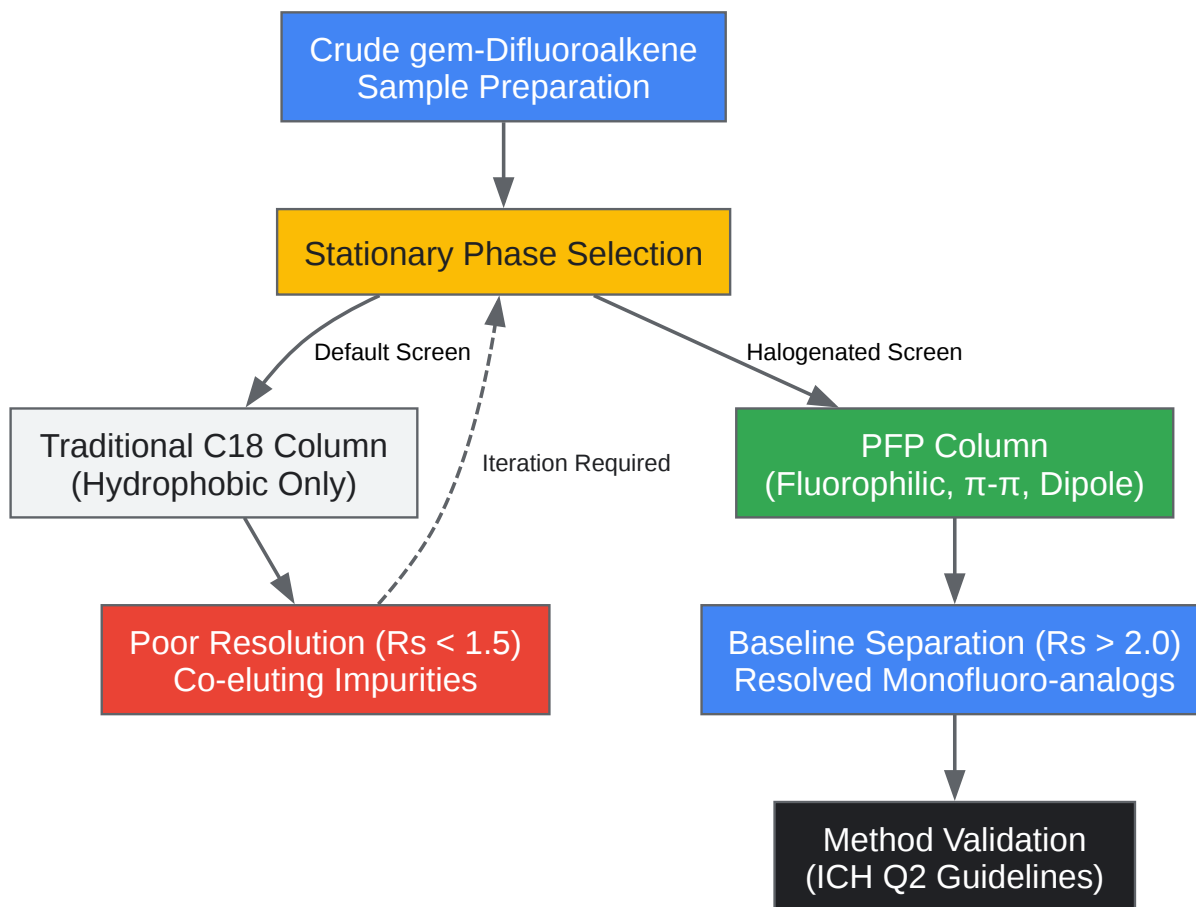 Crude gem-Difluoroalkene
Sample Preparation
Stationary Phase Selection
Default Screen
Halogenated Screen
Traditional C18 Column
(Hydrophobic Only)
Iteration Required
PFP Column
(Fluorophilic, π-π, Dipole)
Poor Resolution (Rs < 1.5)
Co-eluting Impurities
Baseline Separation (Rs > 2.0)
Resolved Monofluoro-analogs
Method Validation
(ICH Q2 Guidelines)